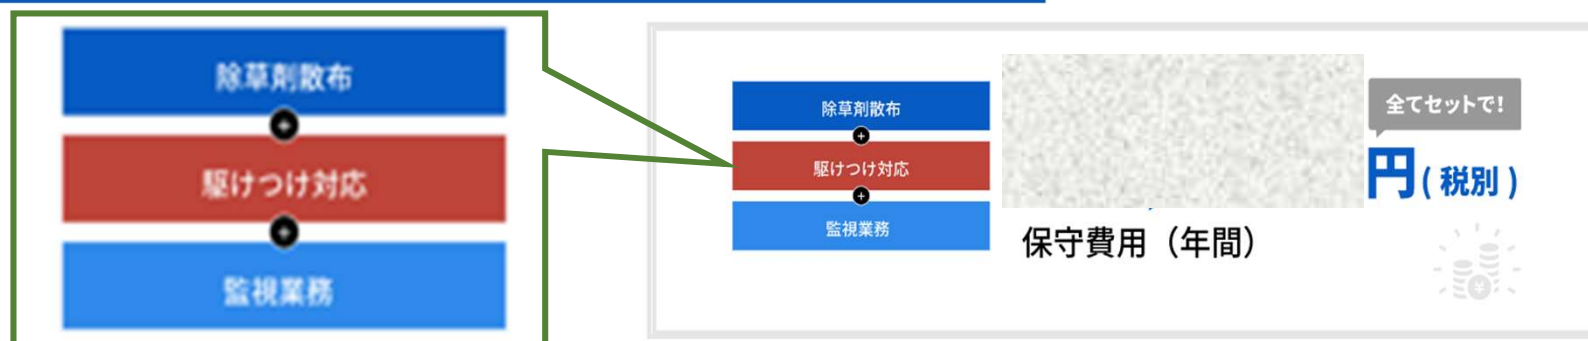 除草剤散布
+
駆けつけ対応
+
監視業務
除草剤散布
+
駆けつけ対応
+
監視業務
全てセットで!
円(税別)
保守費用（年間）
¥